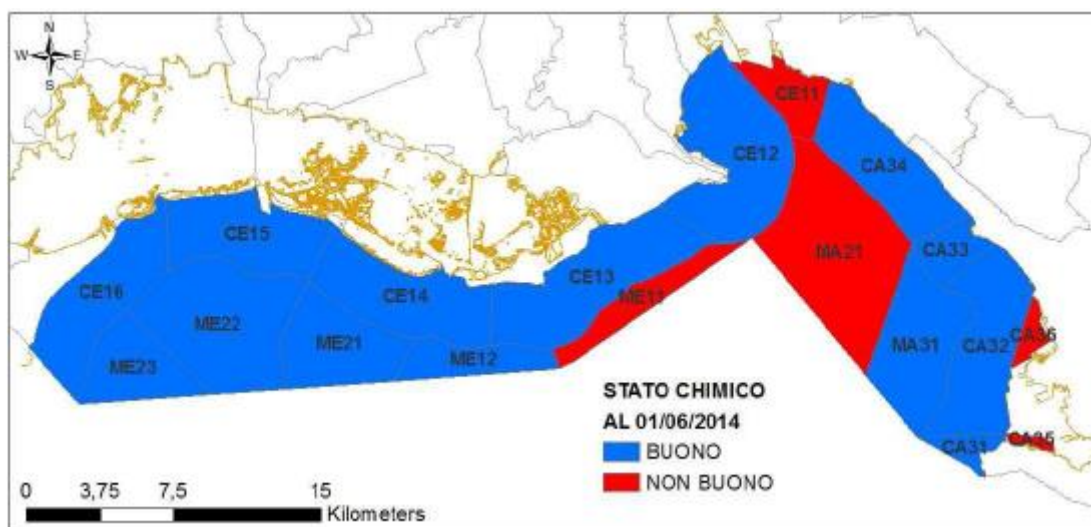 N
W E
S
CE11
CE12
CA34
CE15
CA33
MA21
CE13
CE16
CE14
ME11
ME22
CA36
ME21
MA31
CA32
ME12
ME23
STATO CHIMICO
AL 01/06/2014
CA35
CA31
BUONO
NON BUONO
0 3,75 7,5 15
Kilometers